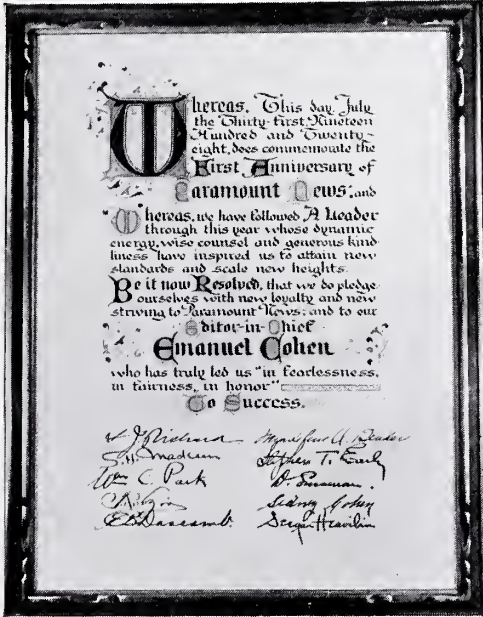 Whereas, This day, July
the Thirty-first, Nineteen
Hundred and Twenty-
eight, does commemorate the
First Anniversary of
Paramount News; and
Whereas, we have followed A Leader
through this year whose dynamic
energy, wise counsel and generous kind
liness have inspired us to attain new
standards and scale new heights.
Be it now Resolved, that we do pledge
ourselves with new loyalty and new
striving to Paramount News; and to our
Editor-in-Chief
Emanuel Cohen
who has truly led us "in fearlessness,
in fairness, in honor"
To Success.
Stephen T. Early
Wm C. Park
Sidney Cohen